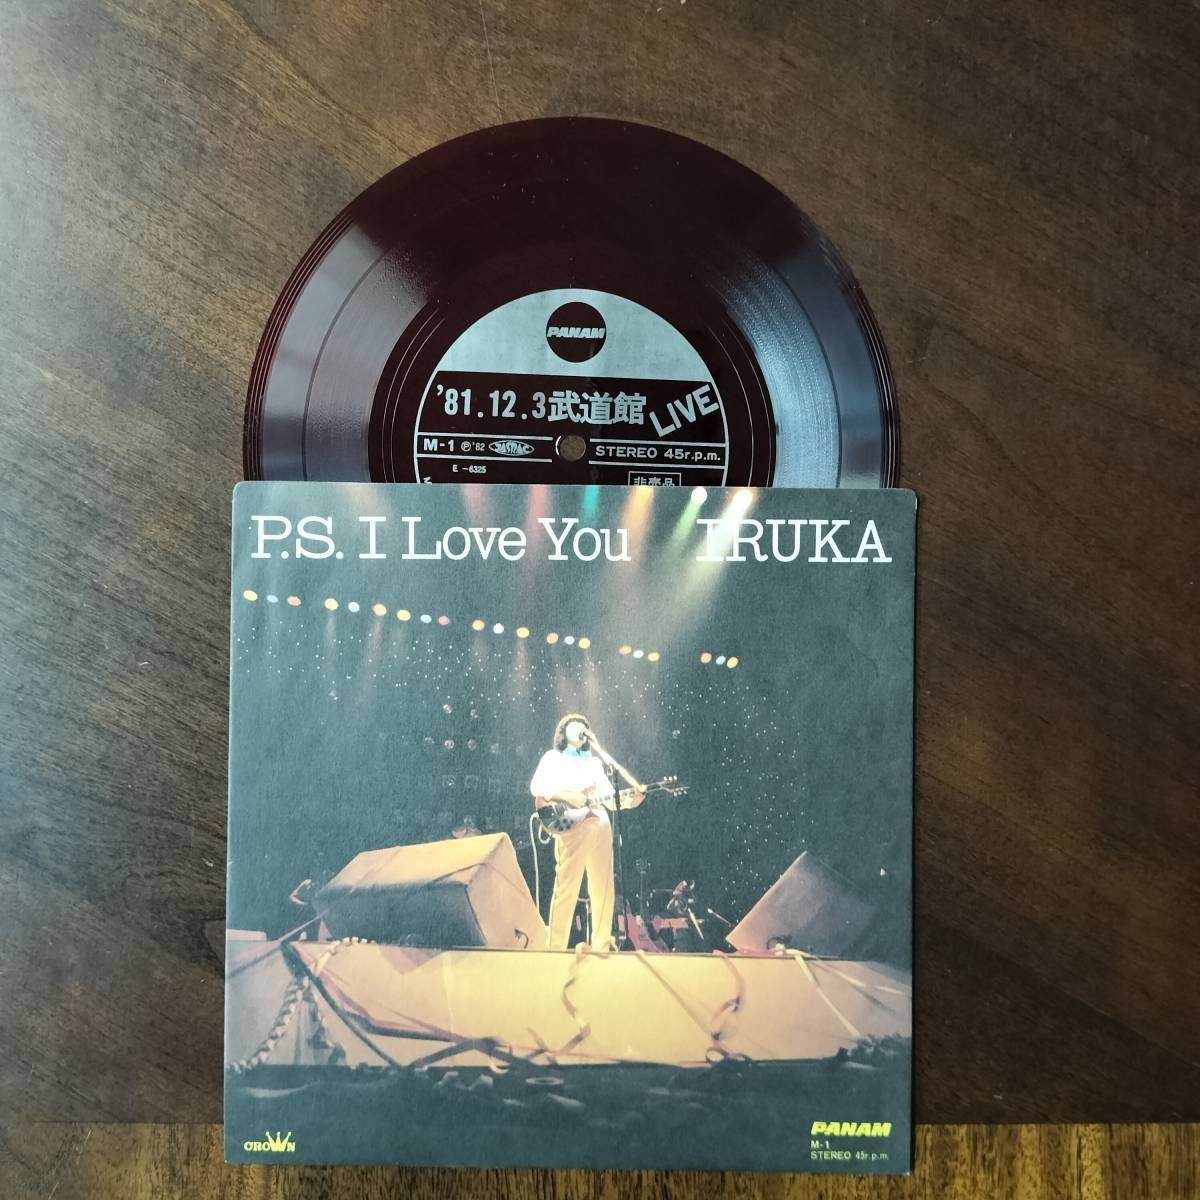 PANAM
'81.12.3武道館 LIVE
M-1 Ⓟ'82 JASRAC STEREO 45r.p.m.
E-6325
非売品
P.S. I Love You IRUKA
CROWN
PANAM
M-1
STEREO 45r.p.m.